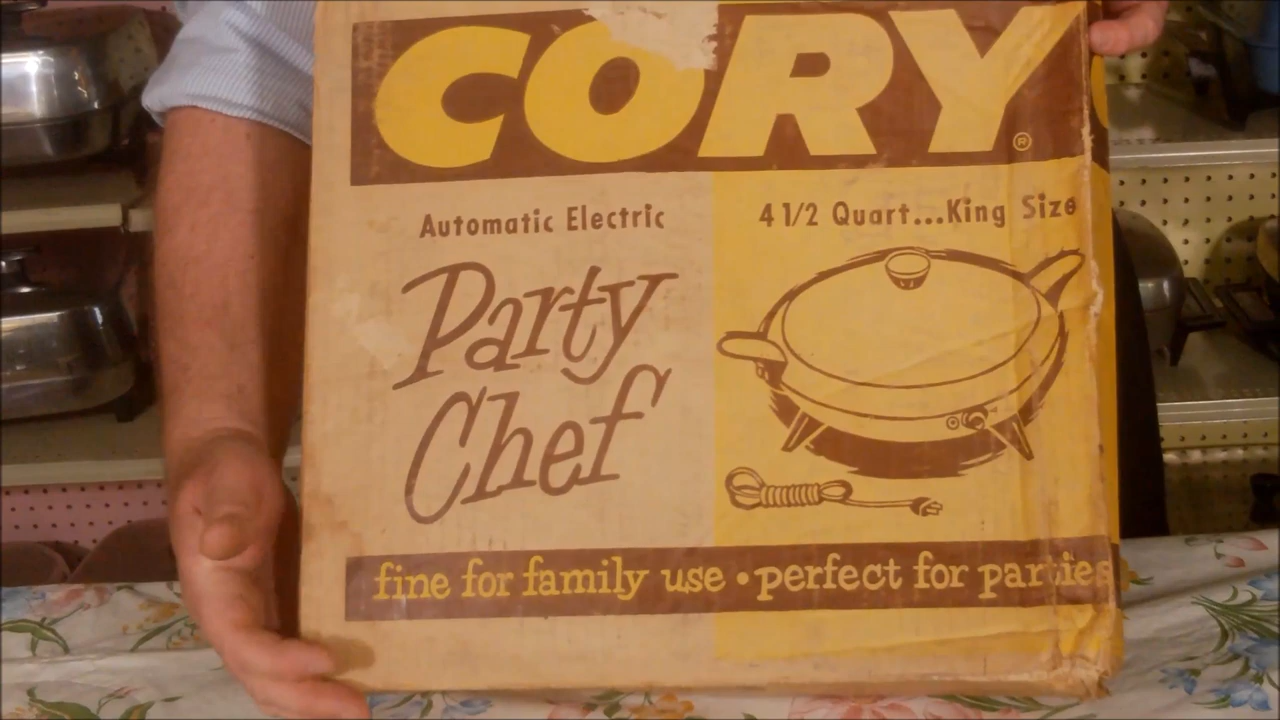 CORY®
Automatic Electric
4 1/2 Quart...King Size
Party
Chef
fine for family use • perfect for parties